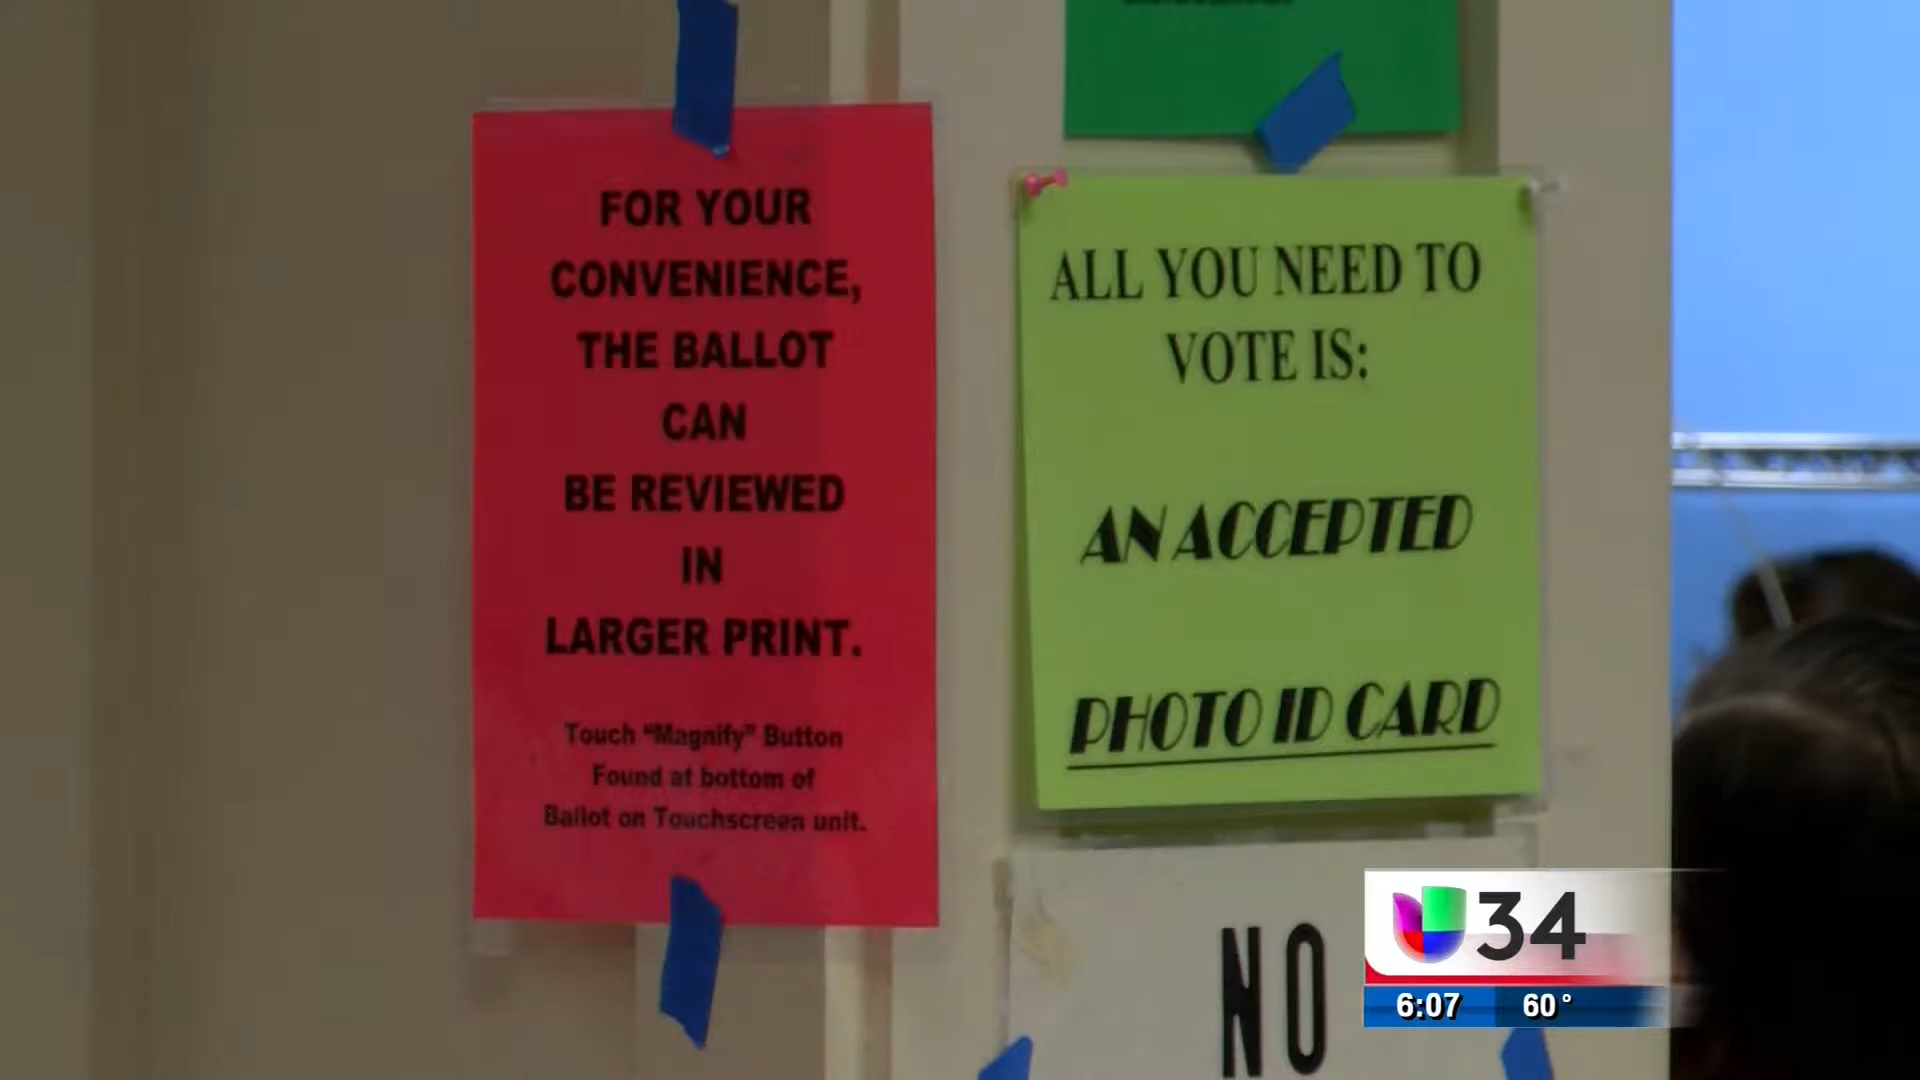 FOR YOUR
CONVENIENCE,
THE BALLOT
CAN
BE REVIEWED
IN
LARGER PRINT.
Touch “Magnify” Button
Found at bottom of
Ballot on Touchscreen unit.
ALL YOU NEED TO
VOTE IS:
AN ACCEPTED
PHOTO ID CARD
NO
34
6:07 60°